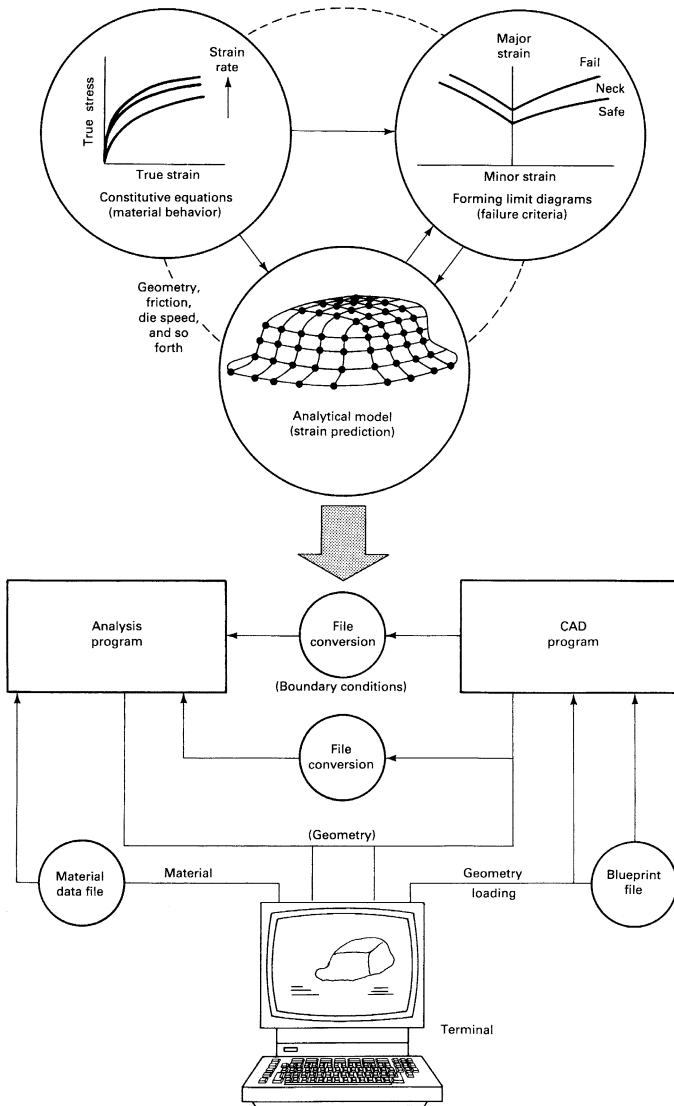 Strain
rate
True stress
True strain
Constitutive equations
(material behavior)
Major
strain
Fail
Neck
Safe
Minor strain
Forming limit diagrams
(failure criteria)
Geometry,
friction,
die speed,
and so
forth
Analytical model
(strain prediction)
Analysis
program
File
conversion
(Boundary conditions)
CAD
program
File
conversion
(Geometry)
Material
data file
Material
Geometry
loading
Blueprint
file
Terminal